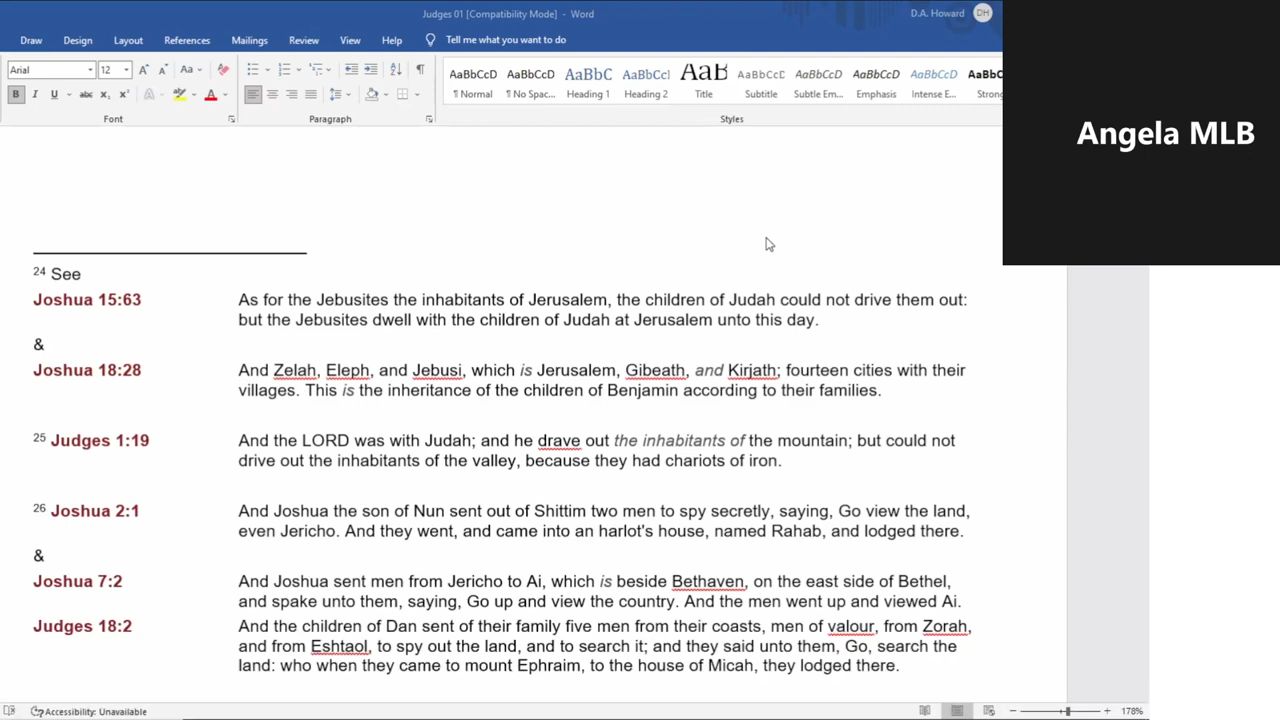 Judges 01 [Compatibility Mode] - Word
D.A. Howard DH
Draw Design Layout References Mailings Review View Help Tell me what you want to do
Arial 12 A A Aa
B I U abc x2 x2 A A
AaBbCcD AaBbCcD AaBbC AaBbCcI AaB AaBbCcD AaBbCcD AaBbCcD AaBbCcD AaBbCc
¶ Normal ¶ No Spac... Heading 1 Heading 2 Title Subtitle Subtle Em... Emphasis Intense E... Strong
Font Paragraph Styles
Angela MLB
24 See
Joshua 15:63 As for the Jebusites the inhabitants of Jerusalem, the children of Judah could not drive them out:
but the Jebusites dwell with the children of Judah at Jerusalem unto this day.
&
Joshua 18:28 And Zelah, Eleph, and Jebusi, which is Jerusalem, Gibeath, and Kirjath; fourteen cities with their
villages. This is the inheritance of the children of Benjamin according to their families.
25 Judges 1:19 And the LORD was with Judah; and he drave out the inhabitants of the mountain; but could not
drive out the inhabitants of the valley, because they had chariots of iron.
26 Joshua 2:1 And Joshua the son of Nun sent out of Shittim two men to spy secretly, saying, Go view the land,
even Jericho. And they went, and came into an harlot's house, named Rahab, and lodged there.
&
Joshua 7:2 And Joshua sent men from Jericho to Ai, which is beside Bethaven, on the east side of Bethel,
and spake unto them, saying, Go up and view the country. And the men went up and viewed Ai.
Judges 18:2 And the children of Dan sent of their family five men from their coasts, men of valour, from Zorah,
and from Eshtaol, to spy out the land, and to search it; and they said unto them, Go, search the
land: who when they came to mount Ephraim, to the house of Micah, they lodged there.
Accessibility: Unavailable
178%